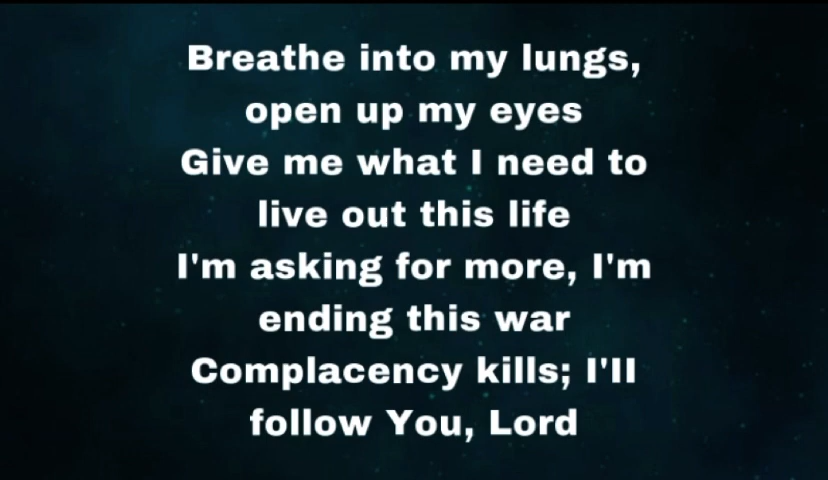 Breathe into my lungs,
open up my eyes
Give me what I need to
live out this life
I'm asking for more, I'm
ending this war
Complacency kills; I'll
follow You, Lord